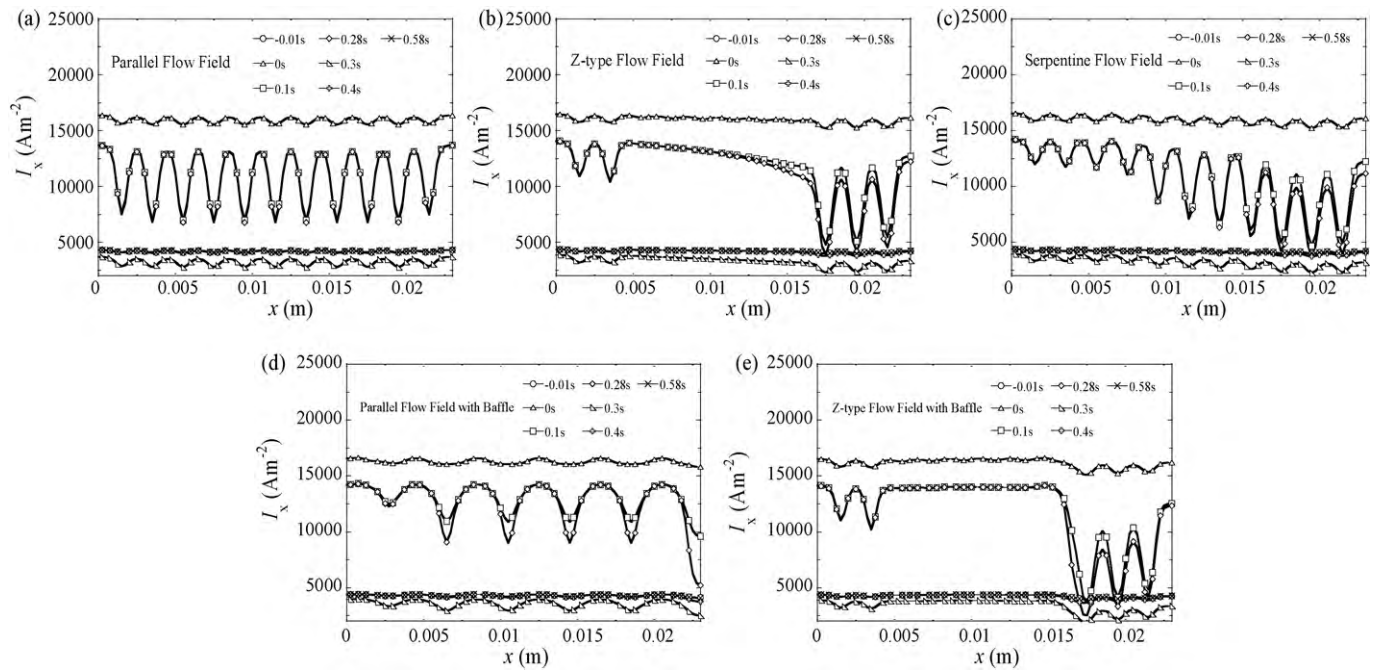 (a)
25000
20000
15000
10000
5000
-0.01s 0.28s 0.58s
Parallel Flow Field
0s 0.3s
0.1s 0.4s
Ix (Am-2)
0 0.005 0.01 0.015 0.02
x (m)
(b)
25000
20000
15000
10000
5000
-0.01s 0.28s 0.58s
Z-type Flow Field
0s 0.3s
0.1s 0.4s
Ix (Am-2)
0 0.005 0.01 0.015 0.02
x (m)
(c)
25000
20000
15000
10000
5000
-0.01s 0.28s 0.58s
Serpentine Flow Field
0s 0.3s
0.1s 0.4s
Ix (Am-2)
0 0.005 0.01 0.015 0.02
x (m)
(d)
25000
20000
15000
10000
5000
-0.01s 0.28s 0.58s
Parallel Flow Field with Baffle
0s 0.3s
0.1s 0.4s
Ix (Am-2)
0 0.005 0.01 0.015 0.02
x (m)
(e)
25000
20000
15000
10000
5000
-0.01s 0.28s 0.58s
Z-type Flow Field with Baffle
0s 0.3s
0.1s 0.4s
Ix (Am-2)
0 0.005 0.01 0.015 0.02
x (m)